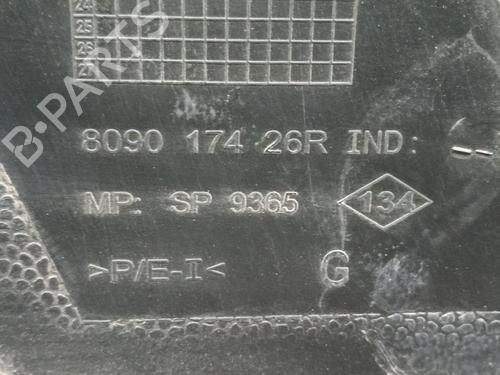 24
25
26
27
8090 174 26R IND: --
MP: SP 9365 134
>P/E-I< G
B-PARTS